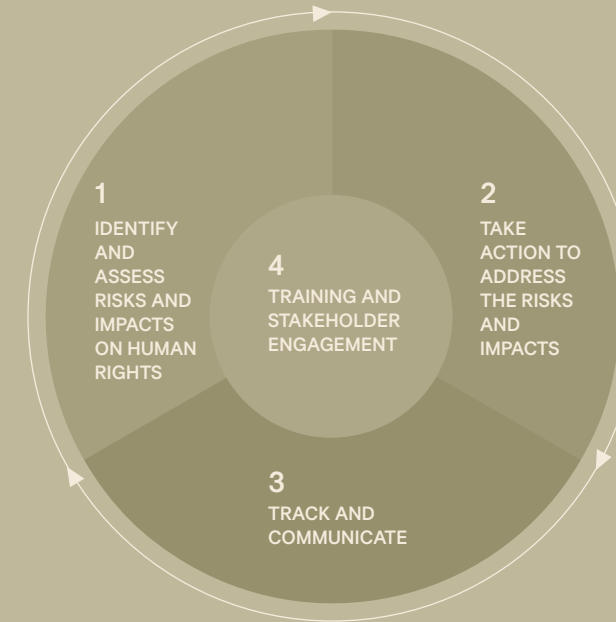 1
IDENTIFY
AND
ASSESS
RISKS AND
IMPACTS
ON HUMAN
RIGHTS
2
TAKE
ACTION TO
ADDRESS
THE RISKS
AND
IMPACTS
3
TRACK AND
COMMUNICATE
4
TRAINING AND
STAKEHOLDER
ENGAGEMENT